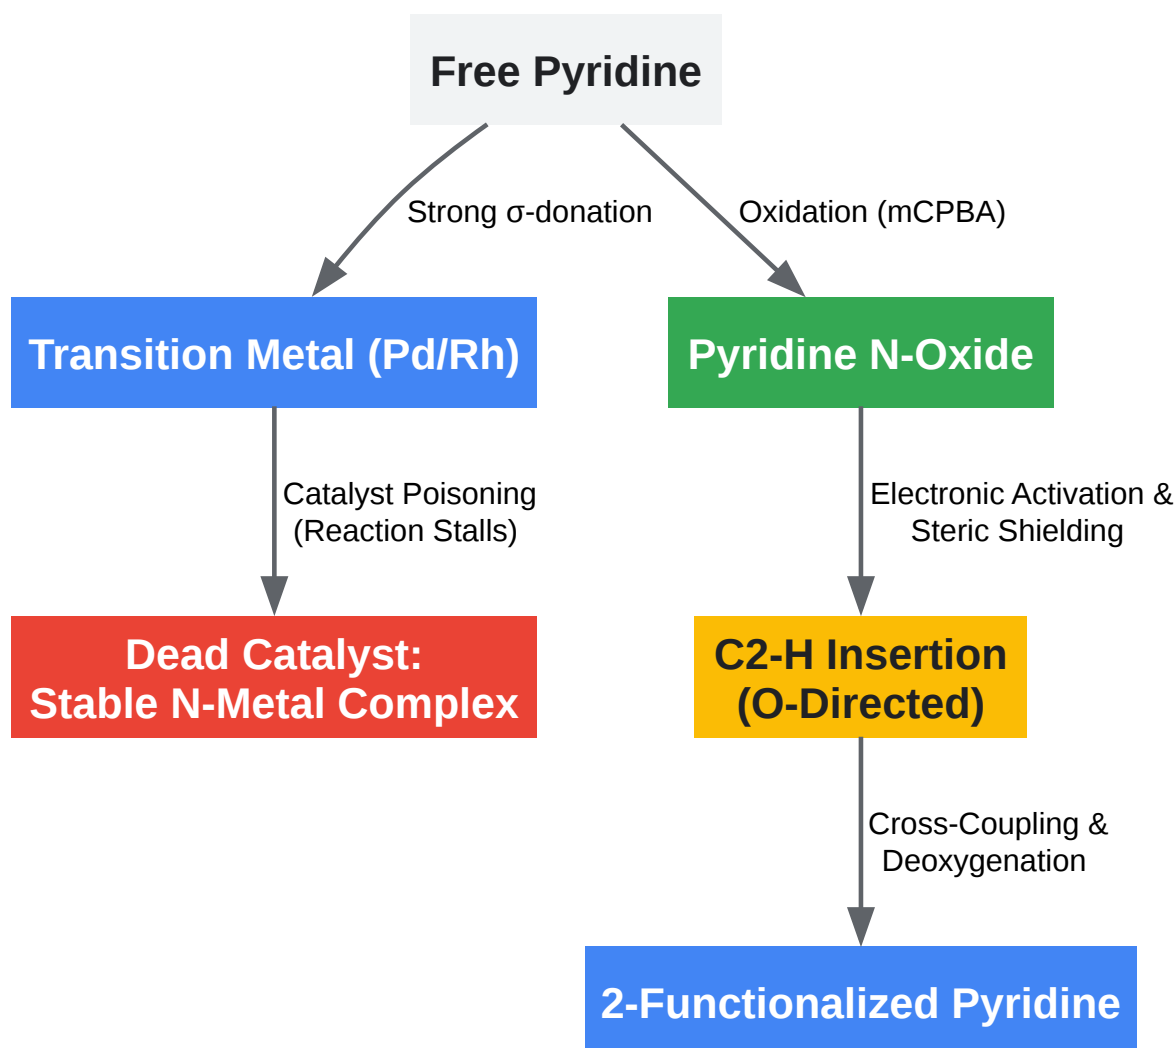 Free Pyridine
Strong σ-donation
Oxidation (mCPBA)
Transition Metal (Pd/Rh)
Pyridine N-Oxide
Catalyst Poisoning
(Reaction Stalls)
Electronic Activation &
Steric Shielding
Dead Catalyst:
Stable N-Metal Complex
C2-H Insertion
(O-Directed)
Cross-Coupling &
Deoxygenation
2-Functionalized Pyridine